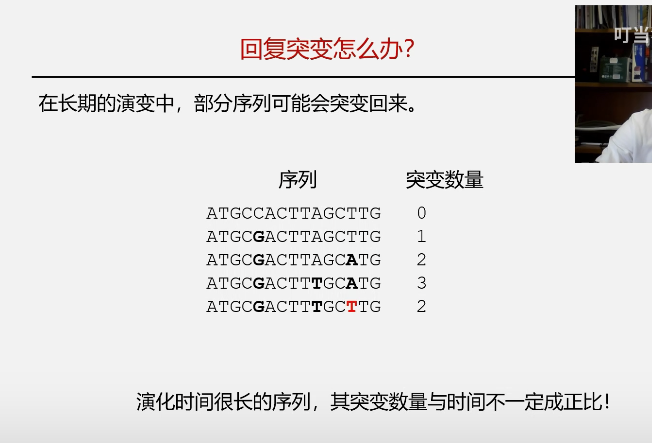 回复突变怎么办？
叮当
在长期的演变中，部分序列可能会突变回来。
序列 突变数量
ATGCCACTTAGCTTG 0
ATGCGACTTAGCTTG 1
ATGCGACTTAGCATG 2
ATGCGACTTTGCATG 3
ATGCGACTTTGCTTG 2
演化时间很长的序列，其突变数量与时间不一定成正比！